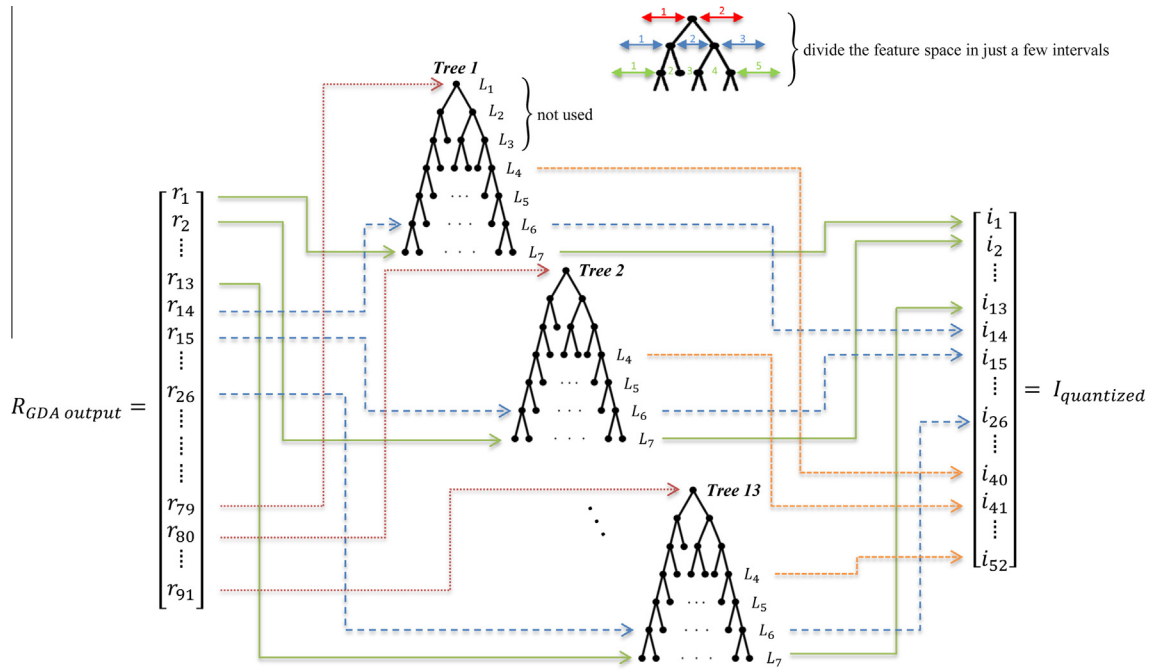 1 2
1 2 3
1 2 3 4 5
divide the feature space in just a few intervals
Tree 1
L1
L2
L3
not used
L4
L5
L6
L7
Tree 2
L4
L5
L6
L7
Tree 13
L4
L5
L6
L7
R_GDA output =
r1
r2
r13
r14
r15
r26
r79
r80
r91
i1
i2
i13
i14
i15
i26
i40
i41
i52
= I_quantized